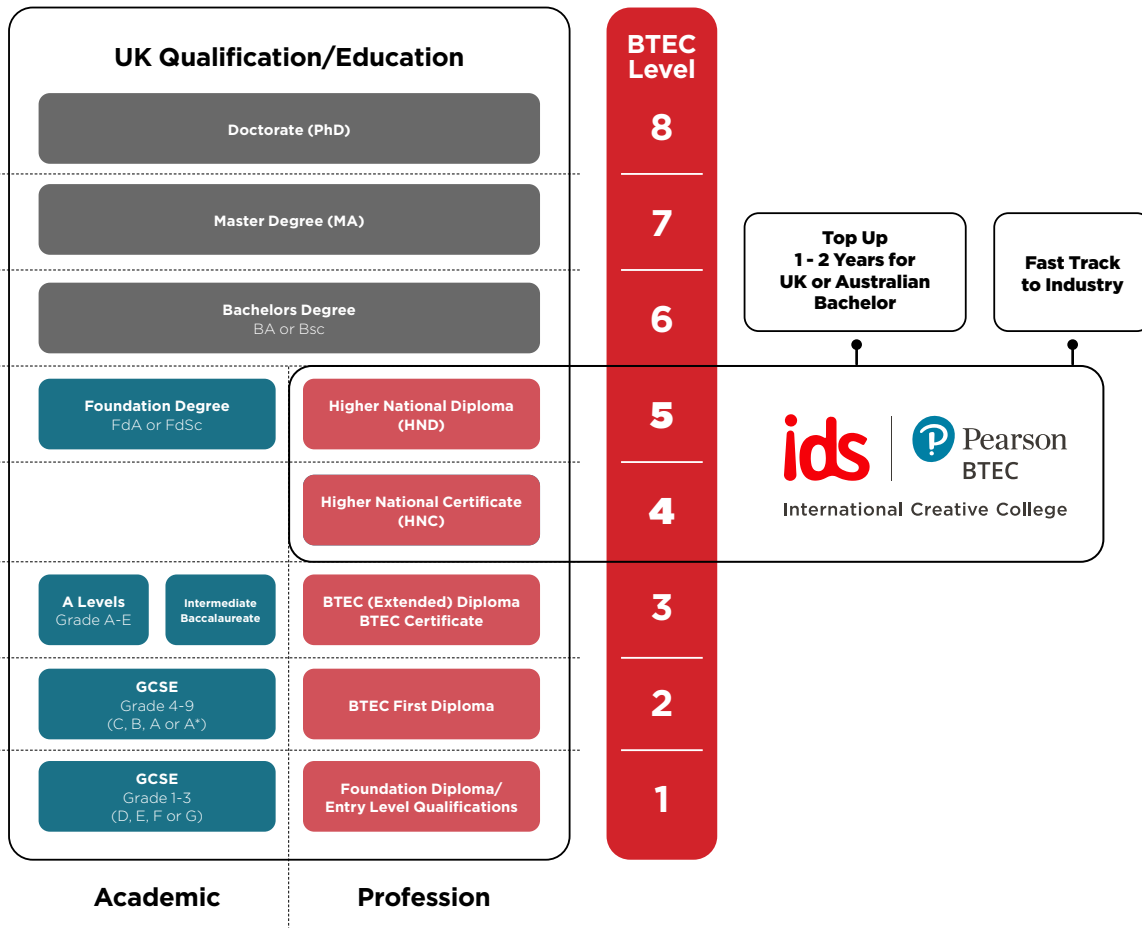 UK Qualification/Education
BTEC
Level
Doctorate (PhD)
8
Master Degree (MA)
7
Top Up
1 - 2 Years for
UK or Australian
Bachelor
Fast Track
to Industry
Bachelors Degree
BA or Bsc
6
Foundation Degree
FdA or FdSc
Higher National Diploma
(HND)
5
ids
Pearson
BTEC
International Creative College
Higher National Certificate
(HNC)
4
A Levels
Grade A-E
Intermediate
Baccalaureate
BTEC (Extended) Diploma
BTEC Certificate
3
GCSE
Grade 4-9
(C, B, A or A*)
BTEC First Diploma
2
GCSE
Grade 1-3
(D, E, F or G)
Foundation Diploma/
Entry Level Qualifications
1
Academic
Profession